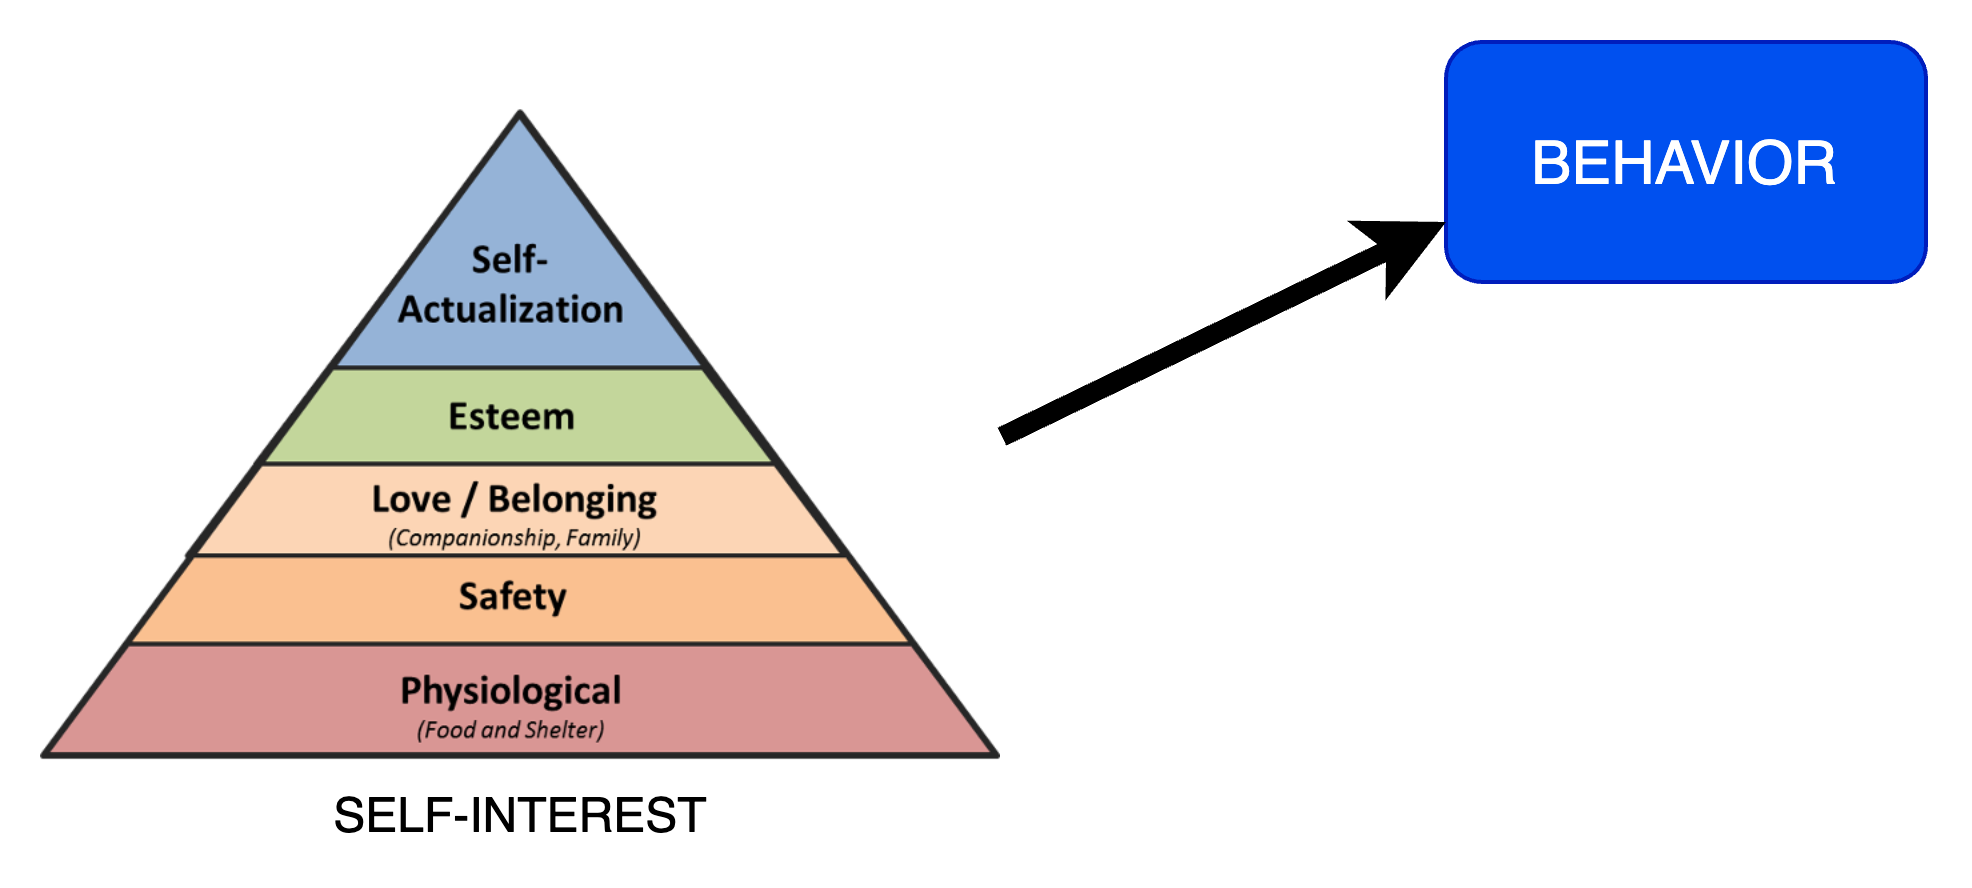 BEHAVIOR
Self-
Actualization
Esteem
Love / Belonging
(Companionship, Family)
Safety
Physiological
(Food and Shelter)
SELF-INTEREST